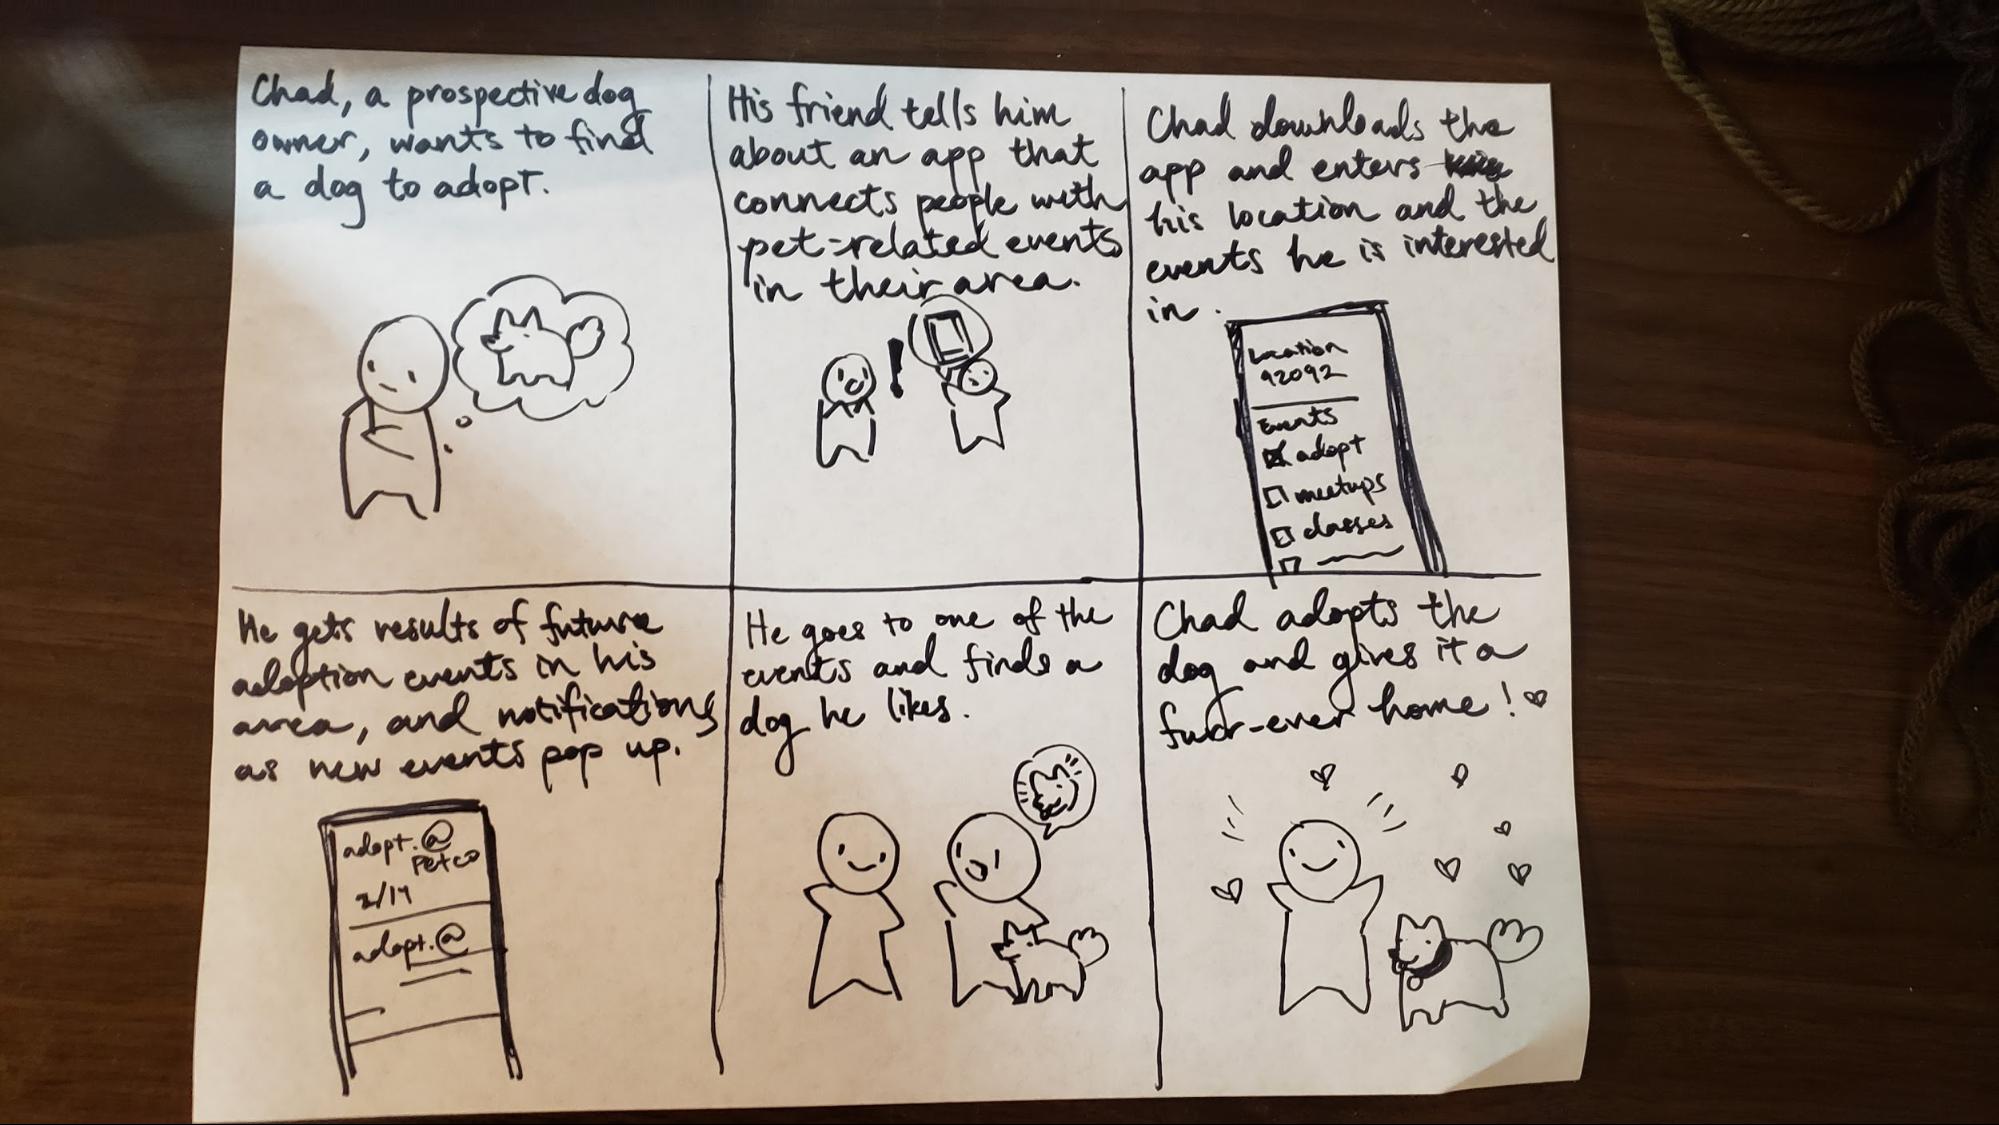 Chad, a prospective dog
owner, wants to find
a dog to adopt.
His friend tells him
about an app that
connects people with
pet-related events
in their area.
!
Chad downloads the
app and enters
his location and the
events he is interested
in.
Location
92092
Events
adopt
meetups
classes
He gets results of future
adoption events in his
area, and notifications
as new events pop up.
adopt.@
Petco
2/14
adopt.@
He goes to one of the
events and finds a
dog he likes.
Chad adopts the
dog and gives it a
furr-ever home! ♡